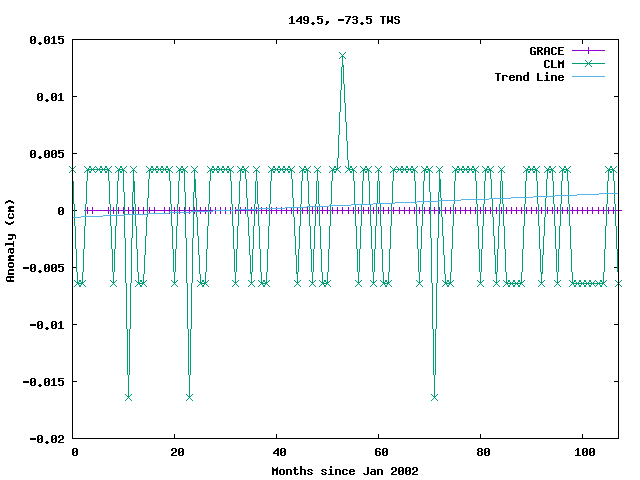 149.5, -73.5 TWS
GRACE
CLM
Trend Line
0.015
0.01
0.005
0
-0.005
-0.01
-0.015
-0.02
Anomaly (cm)
0 20 40 60 80 100
Months since Jan 2002